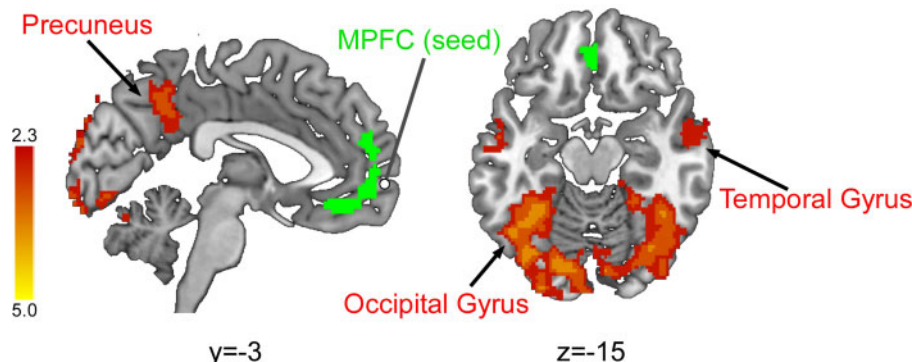 Precuneus
MPFC (seed)
2.3
Temporal Gyrus
Occipital Gyrus
5.0
y=-3
z=-15